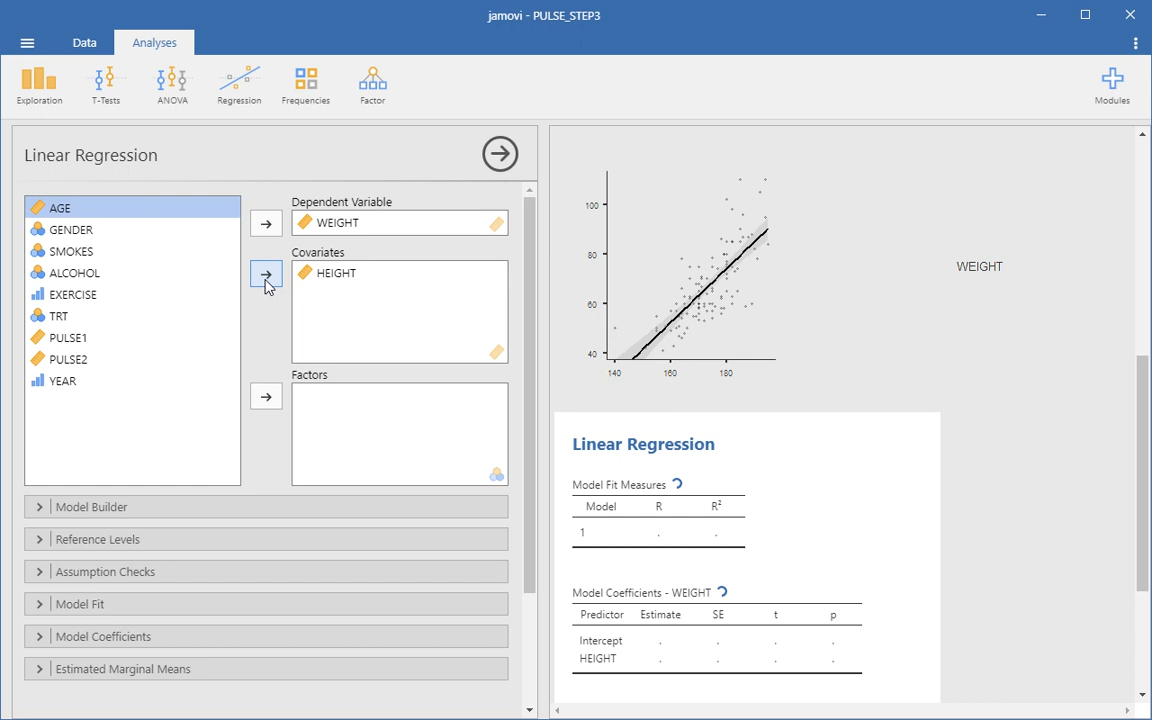 jamovi - PULSE_STEP3
Data
Analyses
Exploration
T-Tests
ANOVA
Regression
Frequencies
Factor
Modules
Linear Regression
AGE
GENDER
SMOKES
ALCOHOL
EXERCISE
TRT
PULSE1
PULSE2
YEAR
Dependent Variable
WEIGHT
Covariates
HEIGHT
Factors
Model Builder
Reference Levels
Assumption Checks
Model Fit
Model Coefficients
Estimated Marginal Means
100
80
60
40
140 160 180
WEIGHT
Linear Regression
Model Fit Measures
Model R R²
1 . .
Model Coefficients - WEIGHT
Predictor Estimate SE t p
Intercept . . . .
HEIGHT . . . .